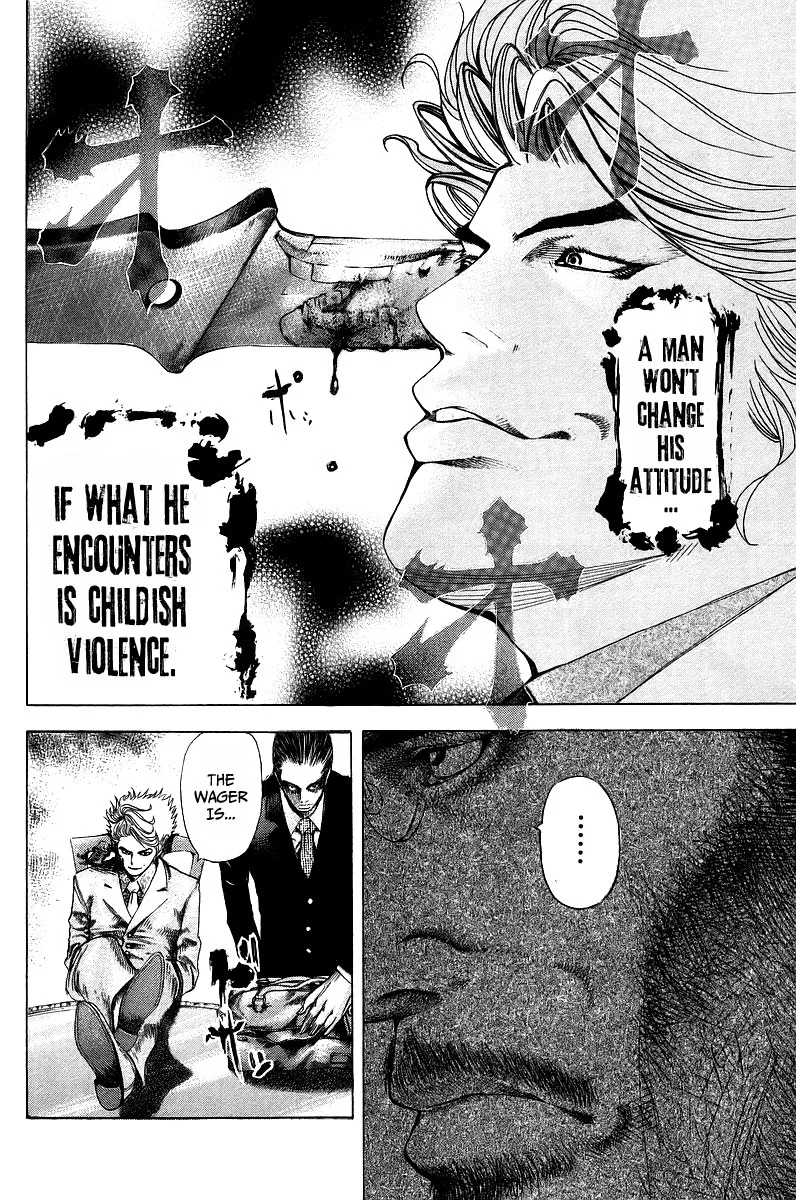 A MAN
WON'T
CHANGE
HIS
ATTITUDE
...
IF WHAT HE
ENCOUNTERS
IS CHILDISH
VIOLENCE.
THE
WAGER
IS...
......